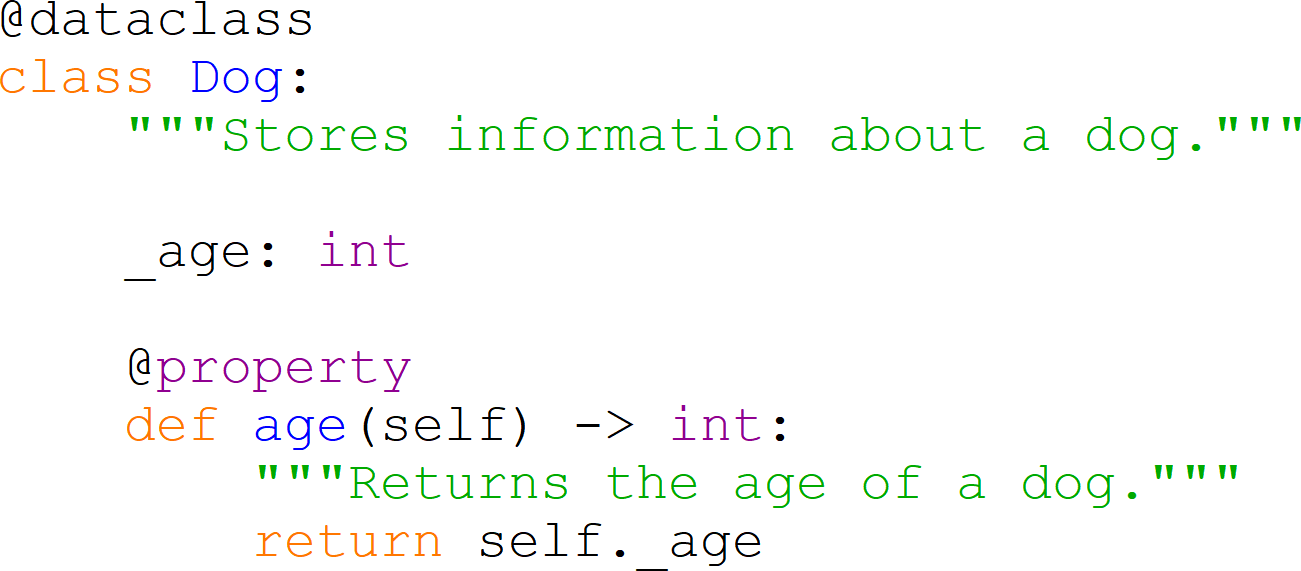 @dataclass
class Dog:
    """Stores information about a dog."""

    _age: int

    @property
    def age(self) -> int:
        """Returns the age of a dog."""
        return self._age